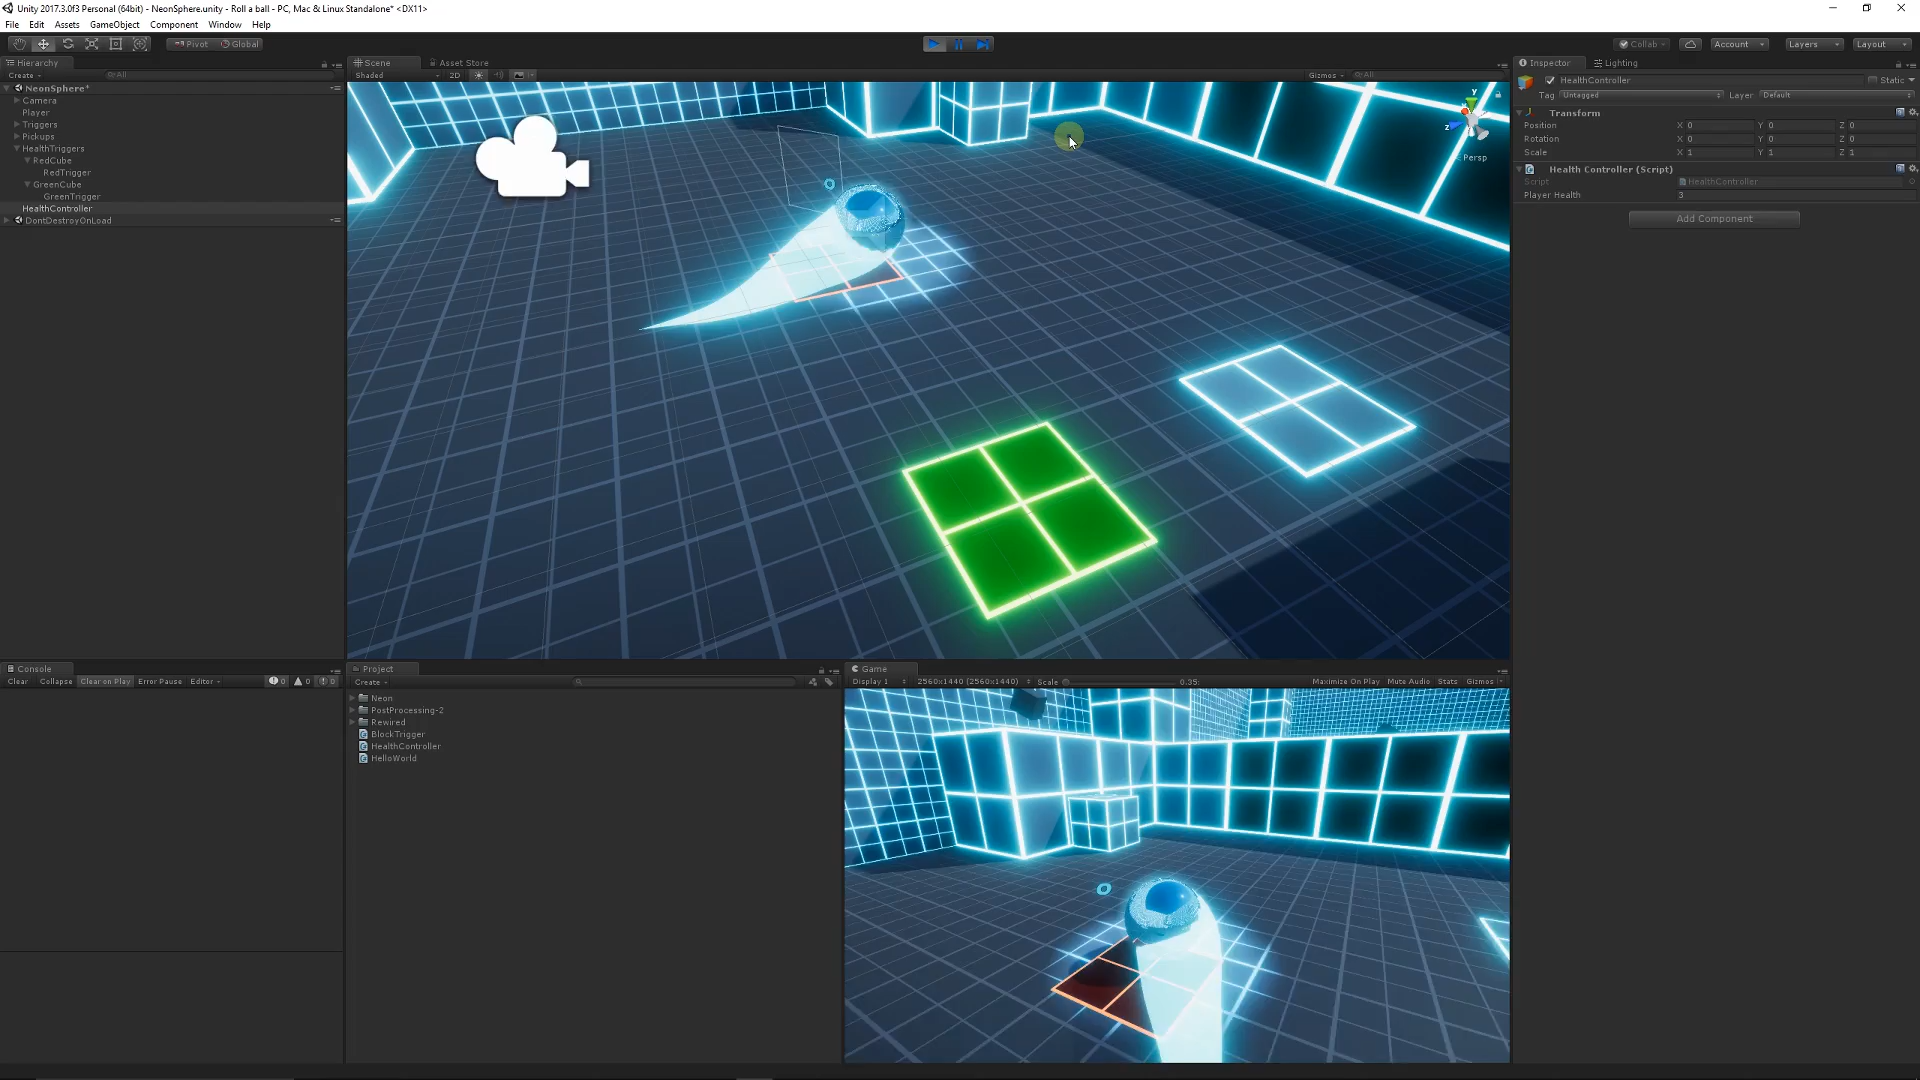 Unity 2017.3.0f3 Personal (64bit) - NeonSphere.unity - Roll a ball - PC, Mac & Linux Standalone* <DX11>
File Edit Assets GameObject Component Window Help
Pivot Global Collab Account Layers Layout
Hierarchy
Create All
NeonSphere*
Camera
Player
Triggers
Pickups
HealthTriggers
RedCube
RedTrigger
GreenCube
GreenTrigger
HealthController
DontDestroyOnLoad
Scene Asset Store
Shaded 2D Gizmos All
y
z
Persp
Inspector Lighting
HealthController Static
Tag Untagged Layer Default
Transform
Position X 0 Y 0 Z 0
Rotation X 0 Y 0 Z 0
Scale X 1 Y 1 Z 1
Health Controller (Script)
Script HealthController
Player Health 3
Add Component
Console
Clear Collapse Clear on Play Error Pause Editor 0 0 0
Project
Create
Neon
PostProcessing-2
Rewired
BlockTrigger
HealthController
HelloWorld
Game
Display 1 2560x1440 (2560x1440) Scale 0.35: Maximize On Play Mute Audio Stats Gizmos